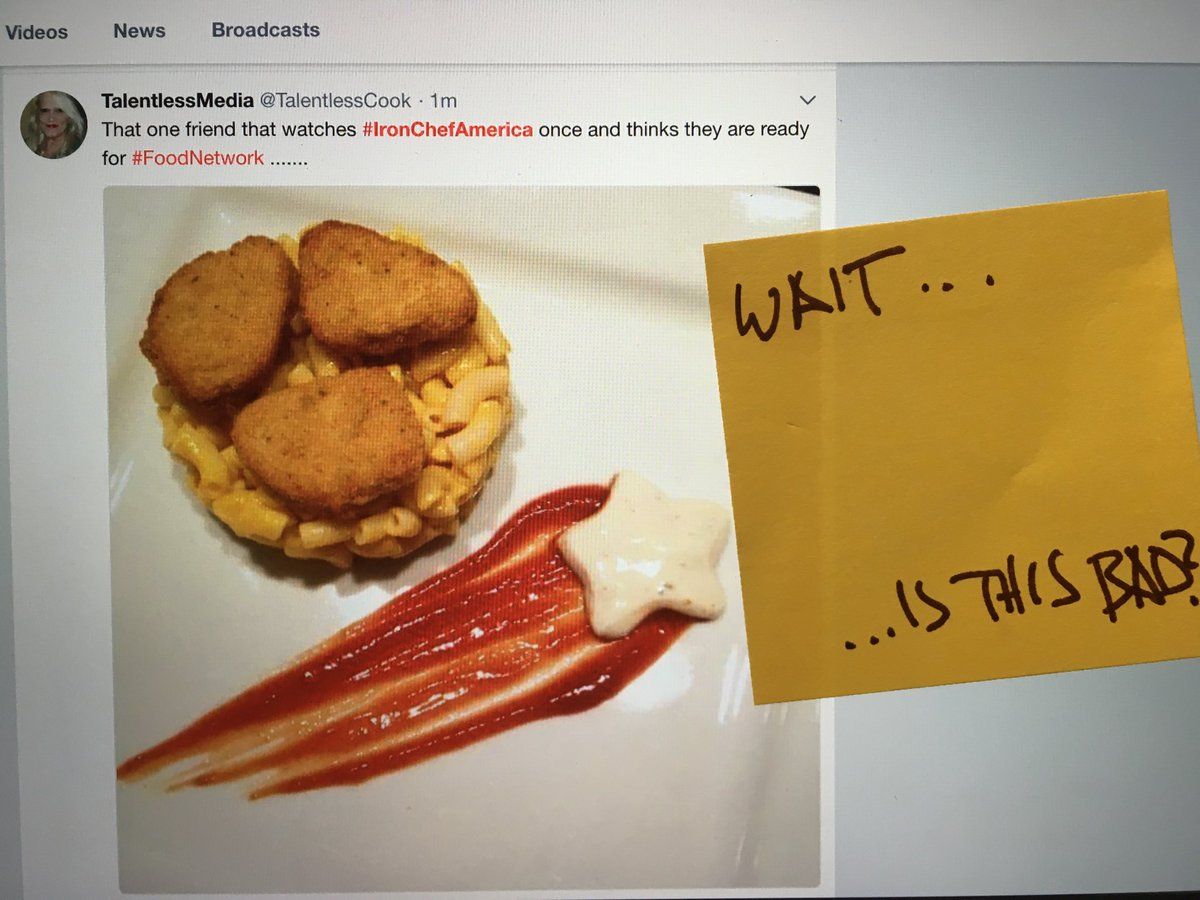 Videos News Broadcasts
TalentlessMedia @TalentlessCook · 1m
That one friend that watches #IronChefAmerica once and thinks they are ready
for #FoodNetwork .......
WAIT...
...IS THIS BAD?